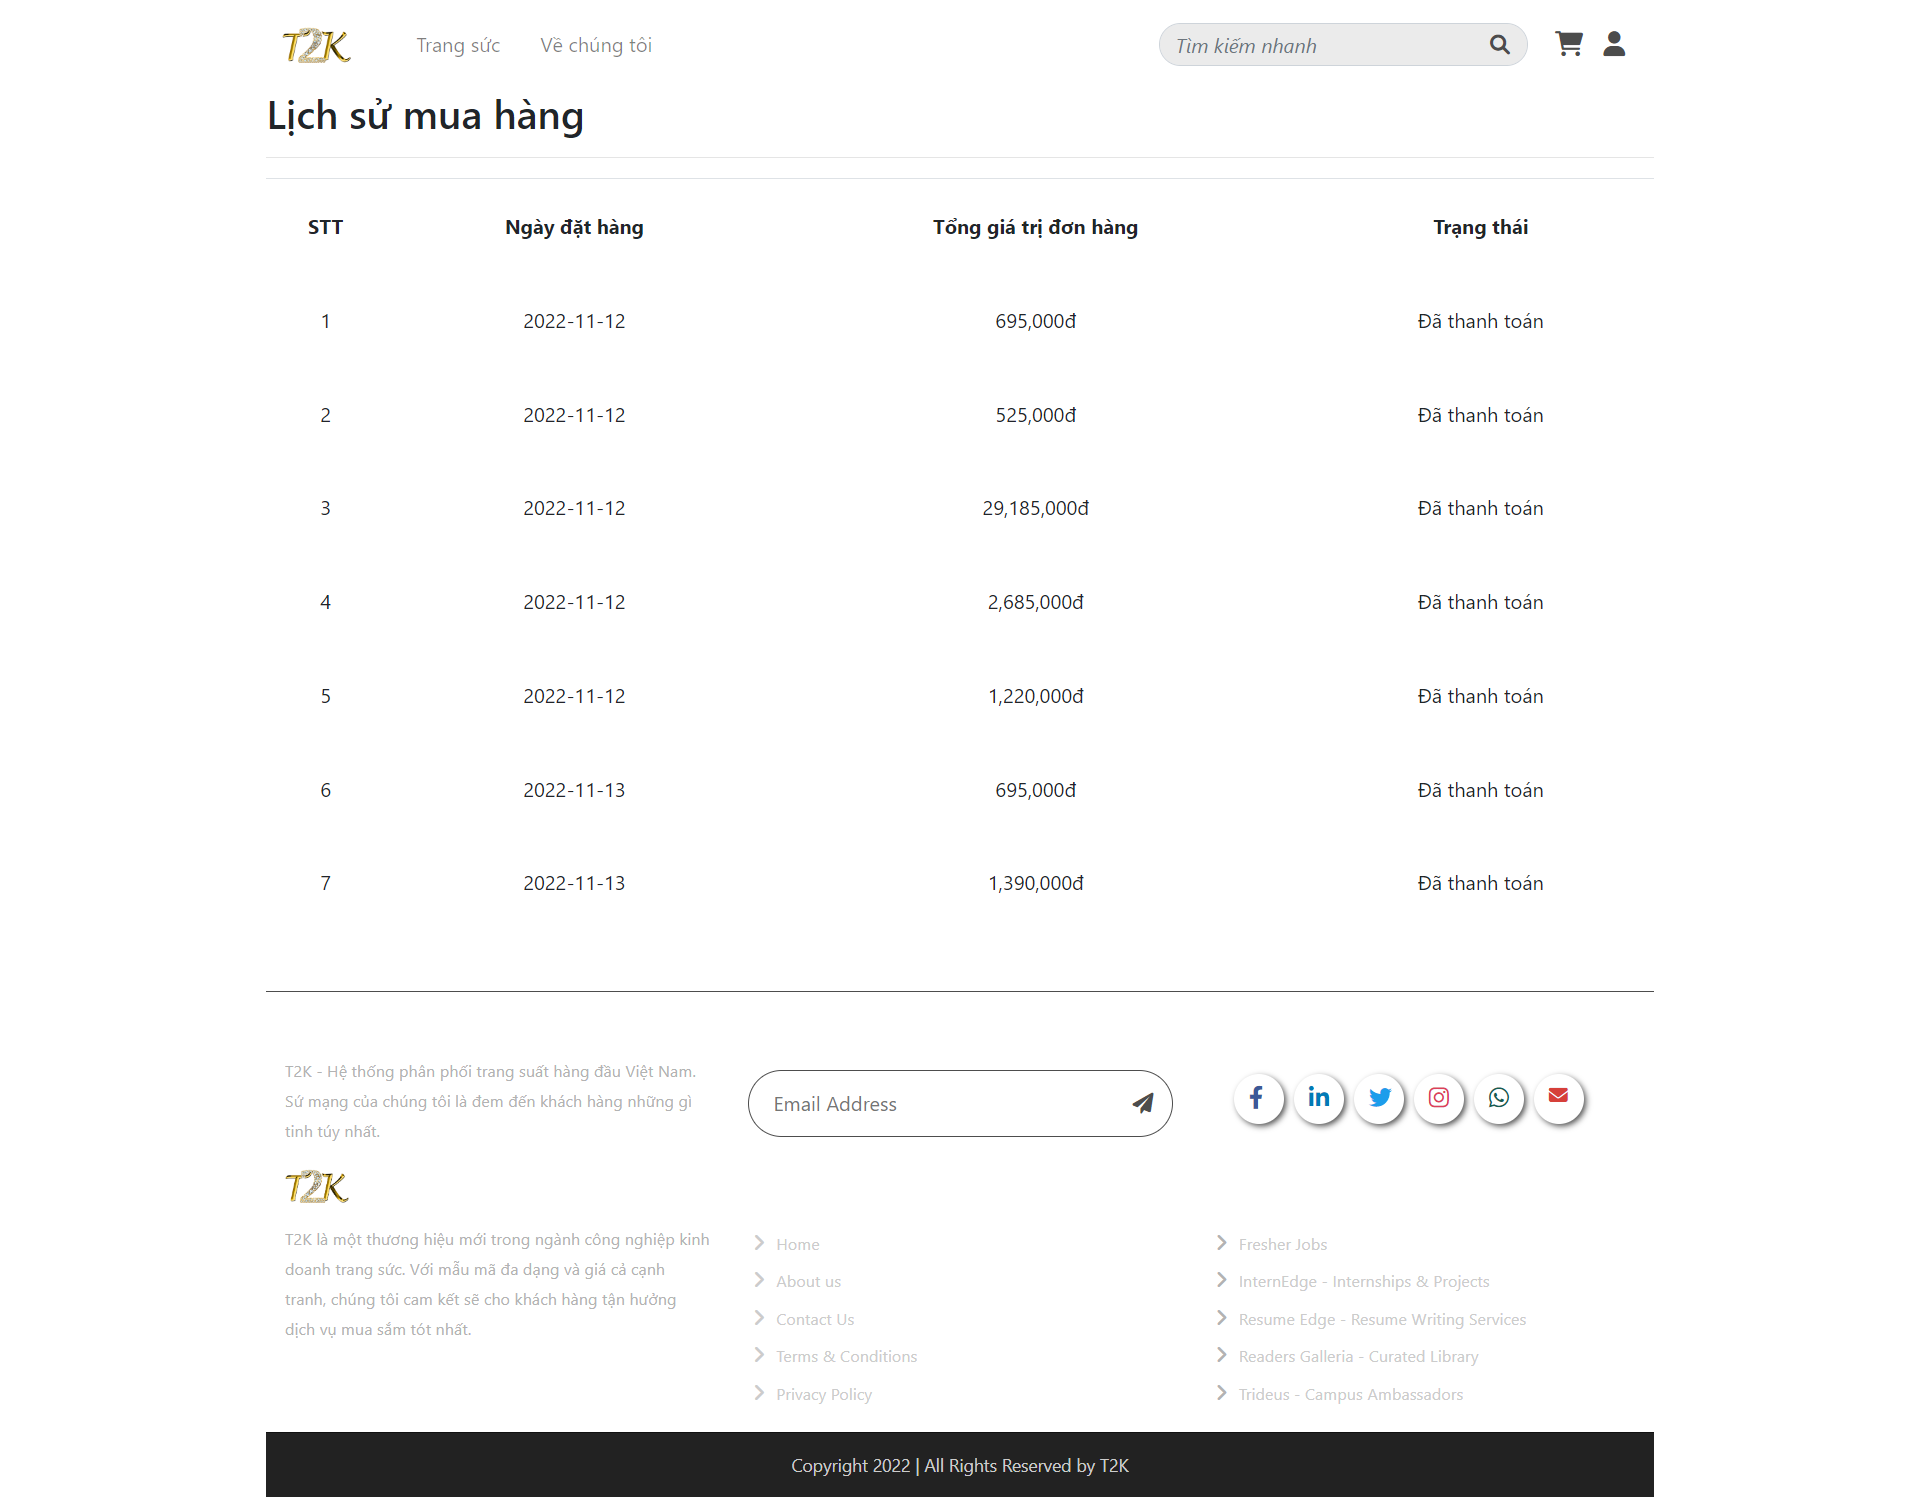 T2K
Trang sức
Về chúng tôi
Tìm kiếm nhanh
Lịch sử mua hàng
STT Ngày đặt hàng Tổng giá trị đơn hàng Trạng thái
1 2022-11-12 695,000đ Đã thanh toán
2 2022-11-12 525,000đ Đã thanh toán
3 2022-11-12 29,185,000đ Đã thanh toán
4 2022-11-12 2,685,000đ Đã thanh toán
5 2022-11-12 1,220,000đ Đã thanh toán
6 2022-11-13 695,000đ Đã thanh toán
7 2022-11-13 1,390,000đ Đã thanh toán
T2K - Hệ thống phân phối trang suất hàng đầu Việt Nam.
Sứ mạng của chúng tôi là đem đến khách hàng những gì
tinh túy nhất.
Email Address
T2K
T2K là một thương hiệu mới trong ngành công nghiệp kinh
doanh trang sức. Với mẫu mã đa dạng và giá cả cạnh
tranh, chúng tôi cam kết sẽ cho khách hàng tận hưởng
dịch vụ mua sắm tót nhất.
Home
About us
Contact Us
Terms & Conditions
Privacy Policy
Fresher Jobs
InternEdge - Internships & Projects
Resume Edge - Resume Writing Services
Readers Galleria - Curated Library
Trideus - Campus Ambassadors
Copyright 2022 | All Rights Reserved by T2K